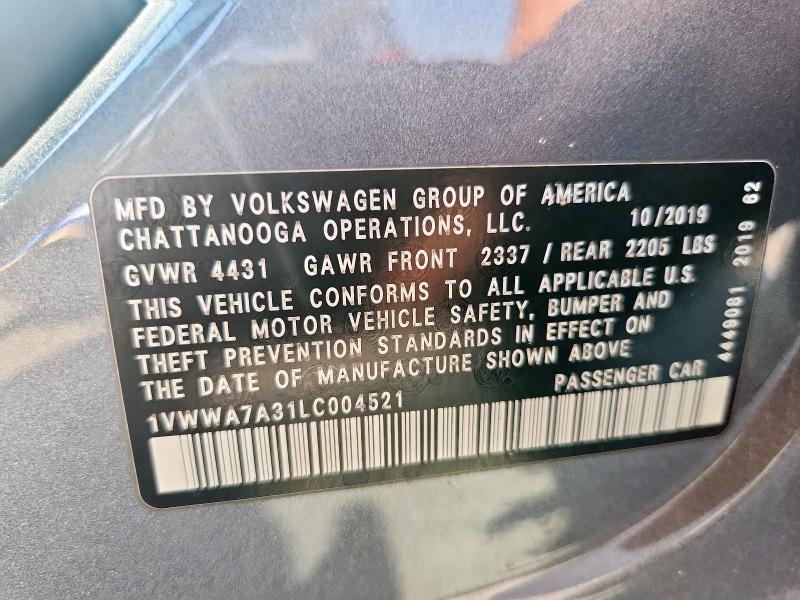 MFD BY VOLKSWAGEN GROUP OF AMERICA
CHATTANOOGA OPERATIONS, LLC. 10/2019
GVWR 4431 GAWR FRONT 2337 / REAR 2205 LBS
THIS VEHICLE CONFORMS TO ALL APPLICABLE U.S.
FEDERAL MOTOR VEHICLE SAFETY, BUMPER AND
THEFT PREVENTION STANDARDS IN EFFECT ON
THE DATE OF MANUFACTURE SHOWN ABOVE
1VWWA7A31LC004521 PASSENGER CAR
4449081 2019 62